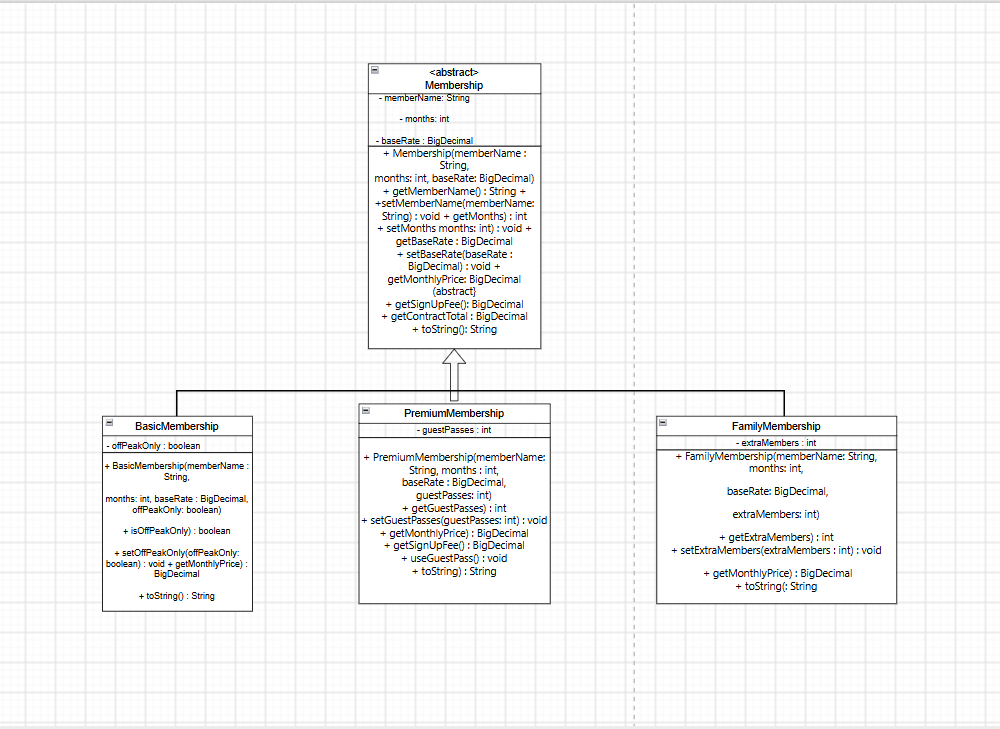 <abstract>
Membership
- memberName: String
- months: int
- baseRate : BigDecimal
+ Membership(memberName :
String,
months: int, baseRate: BigDecimal)
+ getMemberName() : String +
+setMemberName(memberName:
String) : void + getMonths) : int
+ setMonths months: int) : void +
getBaseRate : BigDecimal
+ setBaseRate(baseRate :
BigDecimal) : void +
getMonthlyPrice: BigDecimal
(abstract}
+ getSignUpFee(): BigDecimal
+ getContractTotal : BigDecimal
+ toString(): String
BasicMembership
- offPeakOnly : boolean
+ BasicMembership(memberName :
String,
months: int, baseRate : BigDecimal,
offPeakOnly: boolean)
+ isOffPeakOnly) : boolean
+ setOffPeakOnly(offPeakOnly:
boolean) : void + getMonthlyPrice) :
BigDecimal
+ toString() : String
PremiumMembership
- guestPasses : int
+ PremiumMembership(memberName:
String, months : int,
baseRate : BigDecimal,
guestPasses: int)
+ getGuestPasses) : int
+ setGuestPasses(guestPasses: int) : void
+ getMonthlyPrice) : BigDecimal
+ getSignUpFee() : BigDecimal
+ useGuestPass() : void
+ toString) : String
FamilyMembership
- extraMembers : int
+ FamilyMembership(memberName: String,
months: int,
baseRate: BigDecimal,
extraMembers: int)
+ getExtraMembers) : int
+ setExtraMembers(extraMembers : int) : void
+ getMonthlyPrice) : BigDecimal
+ toString(: String